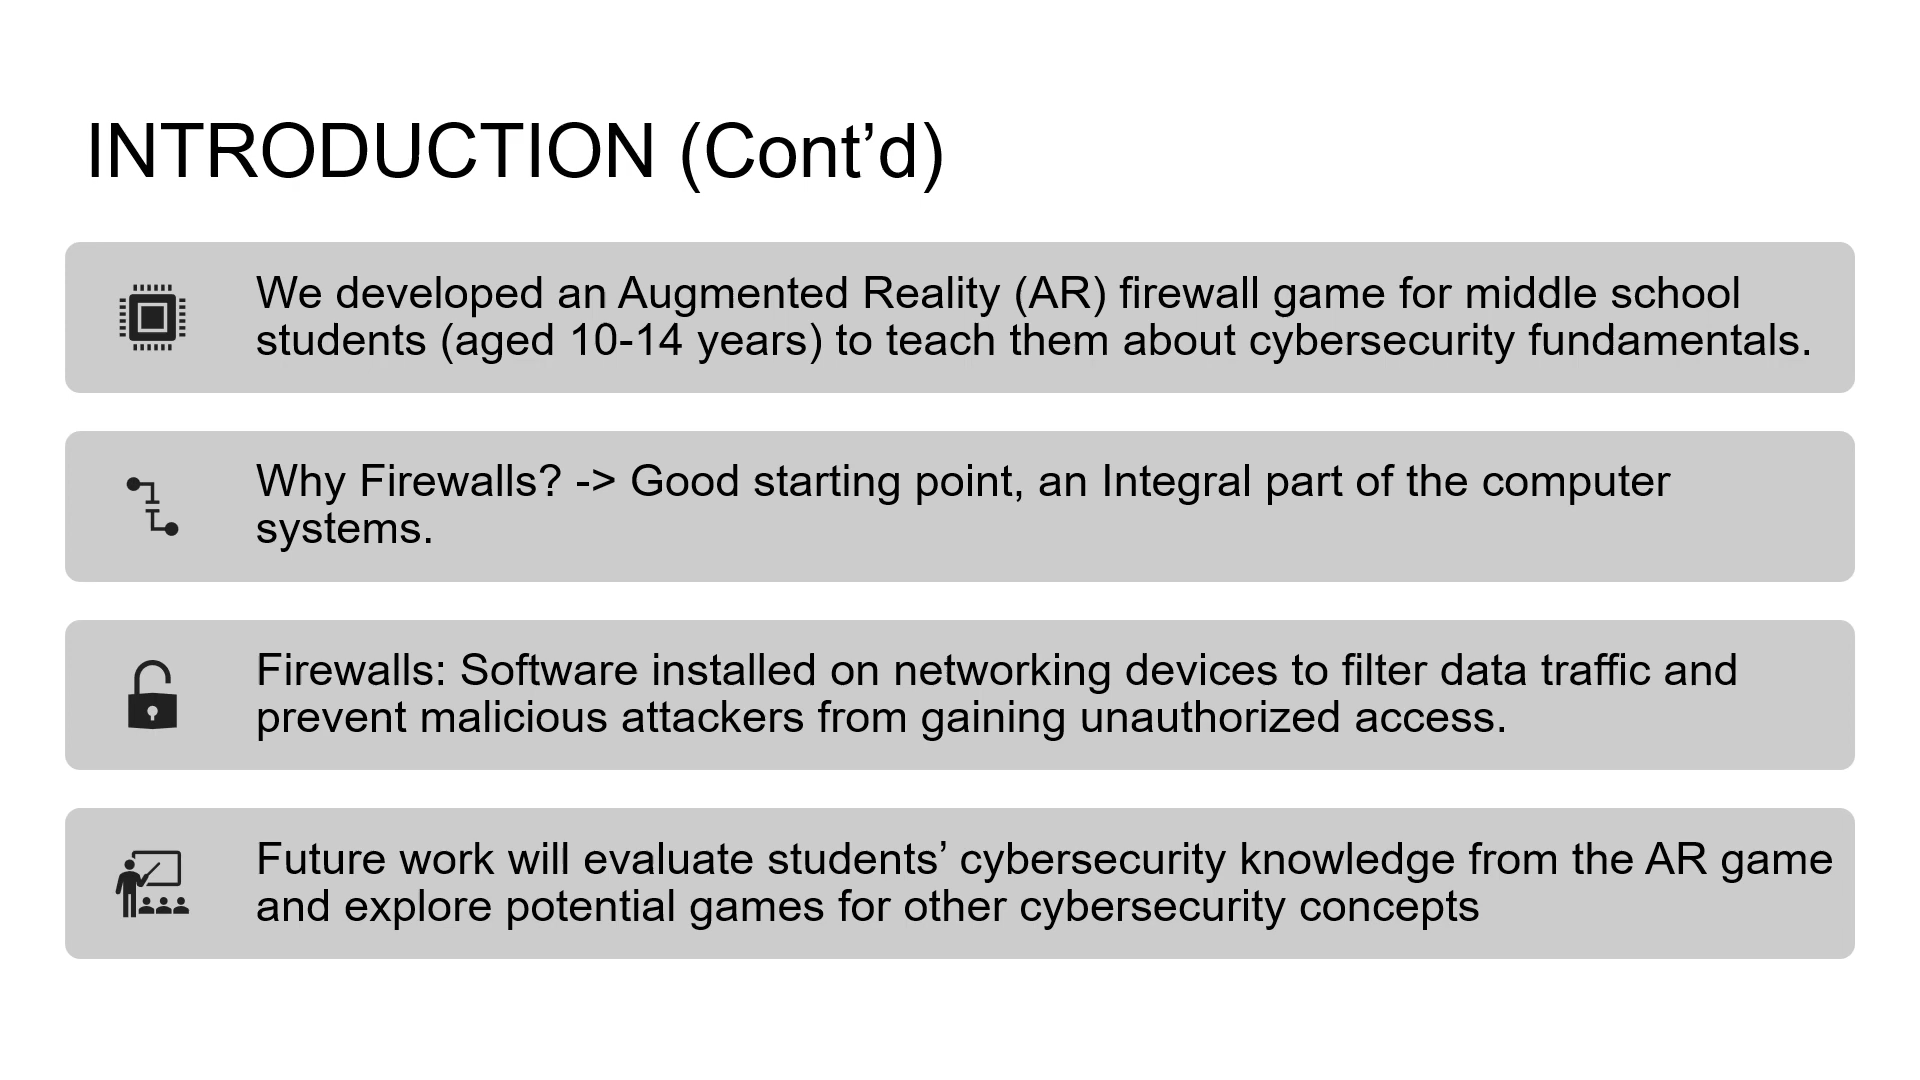 INTRODUCTION (Cont’d)
We developed an Augmented Reality (AR) firewall game for middle school
students (aged 10-14 years) to teach them about cybersecurity fundamentals.
Why Firewalls? -> Good starting point, an Integral part of the computer
systems.
Firewalls: Software installed on networking devices to filter data traffic and
prevent malicious attackers from gaining unauthorized access.
Future work will evaluate students’ cybersecurity knowledge from the AR game
and explore potential games for other cybersecurity concepts